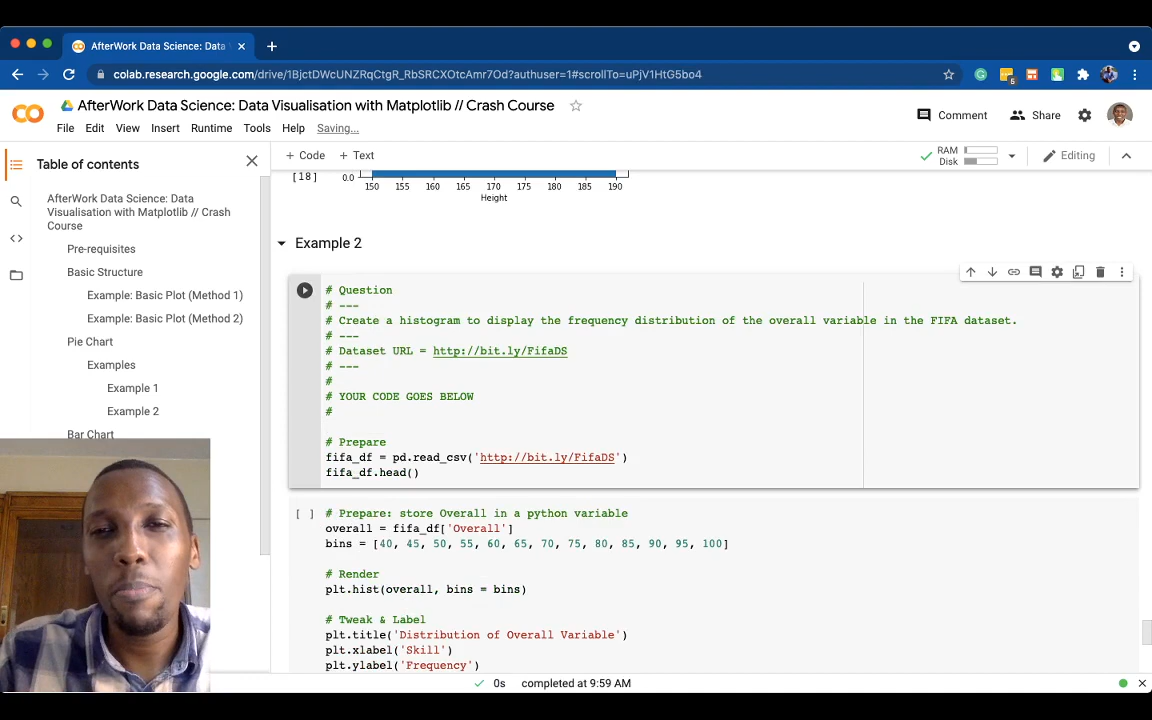 AfterWork Data Science: Data
colab.research.google.com/drive/1BjctDWcUNZRqCtgR_RbSRCXOtcAmr7Od?authuser=1#scrollTo=uPjV1HtG5bo4
6
AfterWork Data Science: Data Visualisation with Matplotlib // Crash Course
File Edit View Insert Runtime Tools Help Saving...
Comment Share
Table of contents
+ Code + Text
RAM
Disk
Editing
AfterWork Data Science: Data
Visualisation with Matplotlib // Crash
Course
Pre-requisites
Basic Structure
Example: Basic Plot (Method 1)
Example: Basic Plot (Method 2)
Pie Chart
Examples
Example 1
Example 2
Bar Chart
[18]
0.0
150 155 160 165 170 175 180 185 190
Height
Example 2
# Question
# ---
# Create a histogram to display the frequency distribution of the overall variable in the FIFA dataset.
# ---
# Dataset URL = http://bit.ly/FifaDS
# ---
#
# YOUR CODE GOES BELOW
#
# Prepare
fifa_df = pd.read_csv('http://bit.ly/FifaDS')
fifa_df.head()
[ ]
# Prepare: store Overall in a python variable
overall = fifa_df['Overall']
bins = [40, 45, 50, 55, 60, 65, 70, 75, 80, 85, 90, 95, 100]
# Render
plt.hist(overall, bins = bins)
# Tweak & Label
plt.title('Distribution of Overall Variable')
plt.xlabel('Skill')
plt.ylabel('Frequency')
0s completed at 9:59 AM